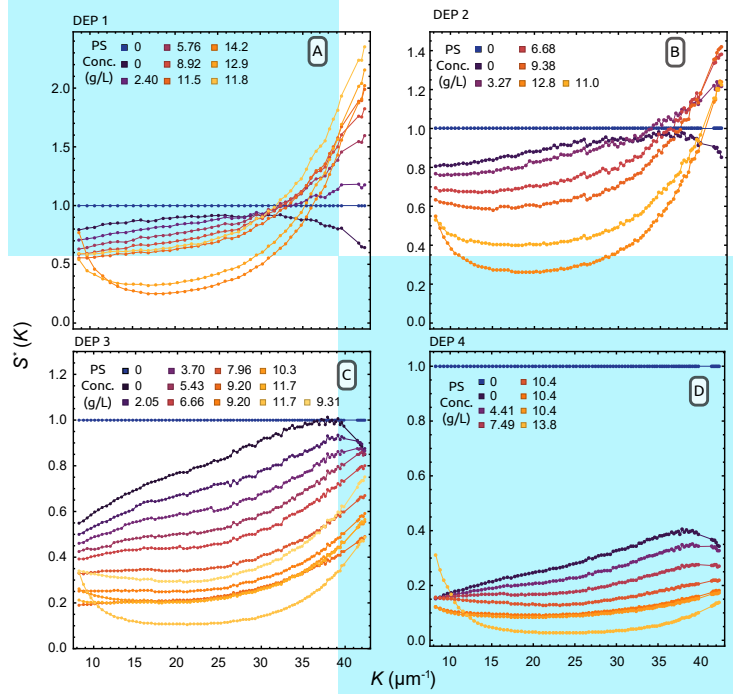 DEP 1
PS 0 5.76 14.2
Conc. 0 8.92 12.9
(g/L) 2.40 11.5 11.8
A
2.0
1.5
1.0
0.5
0.0
DEP 2
PS 0 6.68
Conc. 0 9.38
(g/L) 3.27 12.8 11.0
B
1.4
1.2
1.0
0.8
0.6
0.4
0.2
0.0
S* (K)
DEP 3
PS 0 3.70 7.96 10.3
Conc. 0 5.43 9.20 11.7
(g/L) 2.05 6.66 9.20 11.7 9.31
C
1.2
1.0
0.8
0.6
0.4
0.2
0.0
10 15 20 25 30 35 40
DEP 4
PS 0 10.4
Conc. 0 10.4
(g/L) 4.41 10.4
7.49 13.8
D
1.0
0.8
0.6
0.4
0.2
0.0
10 15 20 25 30 35 40
K (μm⁻¹)